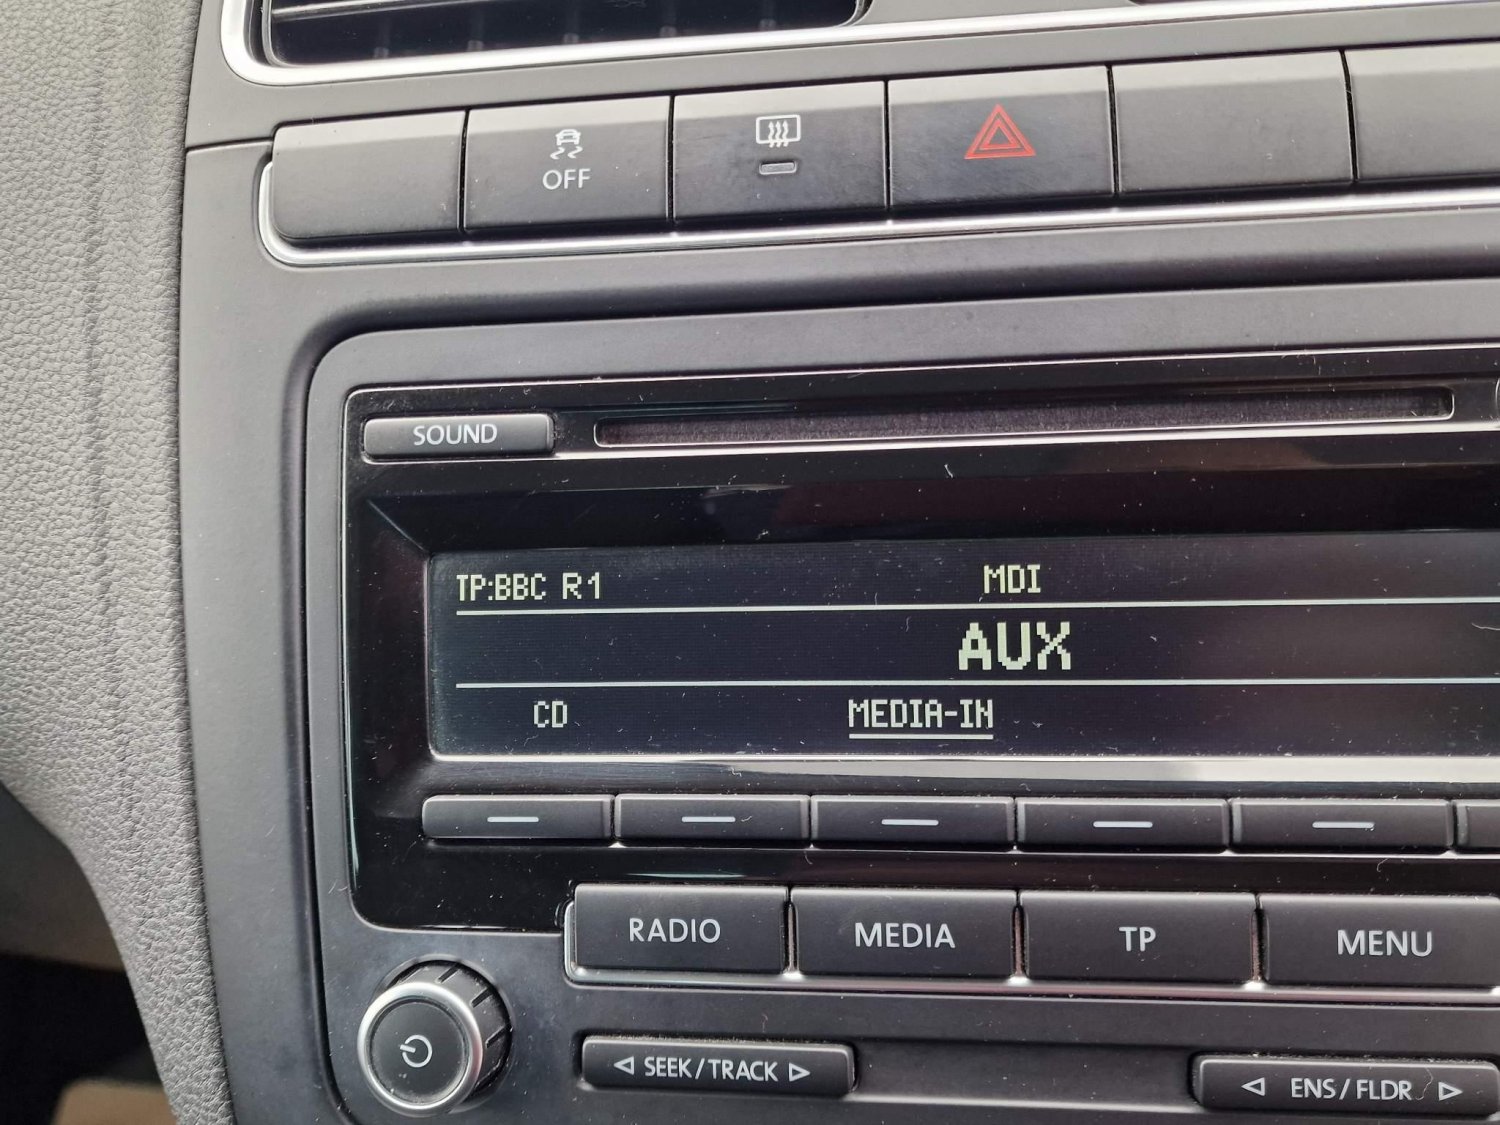 OFF
SOUND
TP:BBC R1 MDI
AUX
CD MEDIA-IN
RADIO MEDIA TP MENU
SEEK/TRACK ENS/FLDR